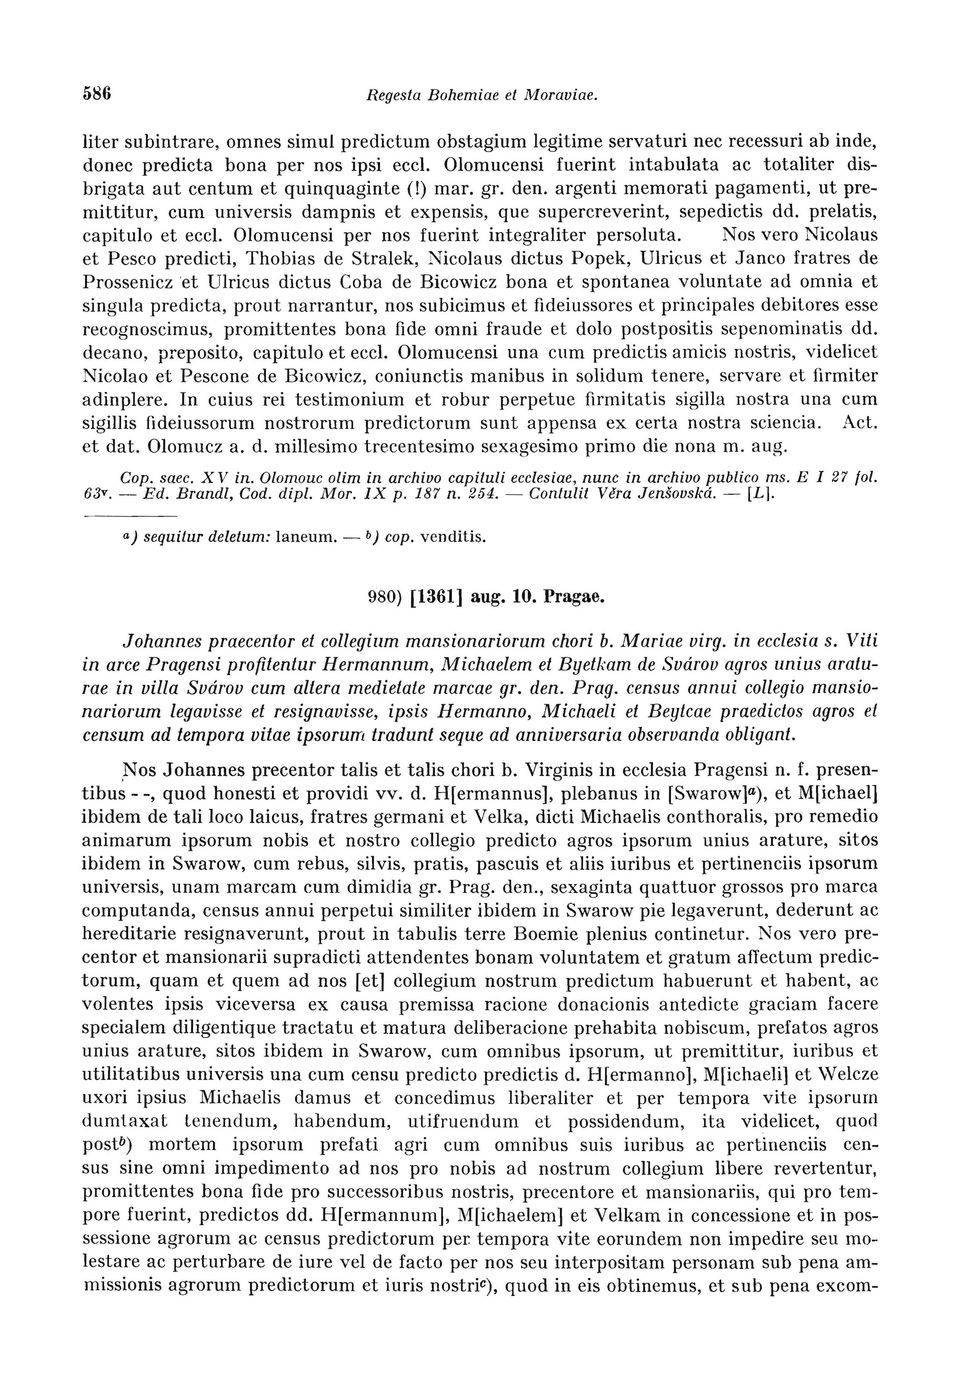 586 Regesta Bohemiae et Moraviae.
liter subintrare, omnes simul predictum obstagium legitime servaturi nec recessuri ab inde,
donec predicta bona per nos ipsi eccl. Olomucensi fuerint intabulata ac totaliter dis-
brigata aut centum et quinquaginte (!) mar. gr. den. argenti memorati pagamenti, ut pre-
mittitur, cum universis dampnis et expensis, que supercreverint, sepedictis dd. prelatis,
capitulo et eccl. Olomucensi per nos fuerint integraliter persoluta. Nos vero Nicolaus
et Pesco predicti, Thobias de Stralek, Nicolaus dictus Popek, Ulricus et Janco fratres de
Prossenicz et Ulricus dictus Coba de Bicowicz bona et spontanea voluntate ad omnia et
singula predicta, prout narrantur, nos subicimus et fideiussores et principales debitores esse
recognoscimus, promittentes bona fide omni fraude et dolo postpositis sepenominatis dd.
decano, preposito, capitulo et eccl. Olomucensi una cum predictis amicis nostris, videlicet
Nicolao et Pescone de Bicowicz, coniunctis manibus in solidum tenere, servare et firmiter
adinplere. In cuius rei testimonium et robur perpetue firmitatis sigilla nostra una cum
sigillis fideiussorum nostrorum predictorum sunt appensa ex certa nostra sciencia. Act.
et dat. Olomucz a. d. millesimo trecentesimo sexagesimo primo die nona m. aug.
Cop. saec. XV in. Olomouc olim in archivo capituli ecclesiae, nunc in archivo publico ms. E I 27 fol.
63v. — Ed. Brandl, Cod. dipl. Mor. IX p. 187 n. 254. — Contulit Věra Jenšovská. — [L].
a) sequitur deletum: laneum. — b) cop. venditis.
980) [1361] aug. 10. Pragae.
Johannes praecentor et collegium mansionariorum chori b. Mariae virg. in ecclesia s. Viti
in arce Pragensi profitentur Hermannum, Michaelem et Byetkam de Svárov agros unius aratu-
rae in villa Svárov cum altera medietate marcae gr. den. Prag. census annui collegio mansio-
nariorum legavisse et resignavisse, ipsis Hermanno, Michaeli et Beytcae praedictos agros et
censum ad tempora vitae ipsorum tradunt seque ad anniversaria observanda obligant.
Nos Johannes precentor talis et talis chori b. Virginis in ecclesia Pragensi n. f. presen-
tibus - -, quod honesti et providi vv. d. H[ermannus], plebanus in [Swarow]a), et M[ichael]
ibidem de tali loco laicus, fratres germani et Velka, dicti Michaelis conthoralis, pro remedio
animarum ipsorum nobis et nostro collegio predicto agros ipsorum unius arature, sitos
ibidem in Swarow, cum rebus, silvis, pratis, pascuis et aliis iuribus et pertinenciis ipsorum
universis, unam marcam cum dimidia gr. Prag. den., sexaginta quattuor grossos pro marca
computanda, census annui perpetui similiter ibidem in Swarow pie legaverunt, dederunt ac
hereditarie resignaverunt, prout in tabulis terre Boemie plenius continetur. Nos vero pre-
centor et mansionarii supradicti attendentes bonam voluntatem et gratum affectum predic-
torum, quam et quem ad nos [et] collegium nostrum predictum habuerunt et habent, ac
volentes ipsis viceversa ex causa premissa racione donacionis antedicte graciam facere
specialem diligentique tractatu et matura deliberacione prehabita nobiscum, prefatos agros
unius arature, sitos ibidem in Swarow, cum omnibus ipsorum, ut premittitur, iuribus et
utilitatibus universis una cum censu predicto predictis d. H[ermanno], M[ichaeli] et Welcze
uxori ipsius Michaelis damus et concedimus liberaliter et per tempora vite ipsorum
dumtaxat tenendum, habendum, utifruendum et possidendum, ita videlicet, quod
postb) mortem ipsorum prefati agri cum omnibus suis iuribus ac pertinenciis cen-
sus sine omni impedimento ad nos pro nobis ad nostrum collegium libere revertentur,
promittentes bona fide pro successoribus nostris, precentore et mansionariis, qui pro tem-
pore fuerint, predictos dd. H[ermannum], M[ichaelem] et Velkam in concessione et in pos-
sessione agrorum ac census predictorum per tempora vite eorundem non impedire seu mo-
lestare ac perturbare de iure vel de facto per nos seu interpositam personam sub pena am-
missionis agrorum predictorum et iuris nostric), quod in eis obtinemus, et sub pena excom-